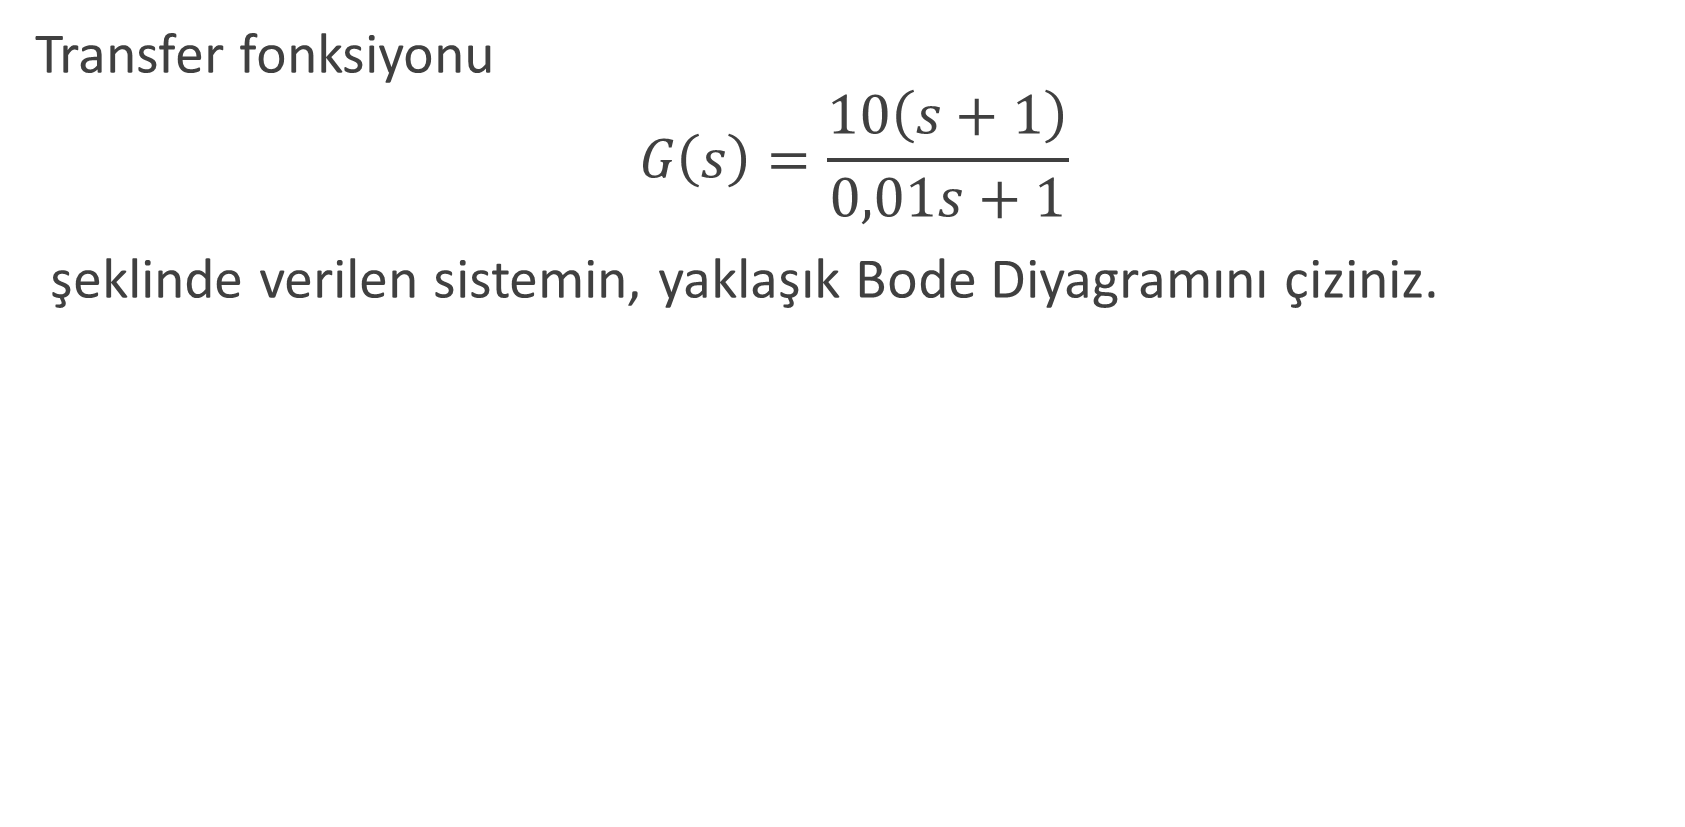 Transfer fonksiyonu
G(s) = 10(s + 1) / 0,01s + 1
şeklinde verilen sistemin, yaklaşık Bode Diyagramını çiziniz.